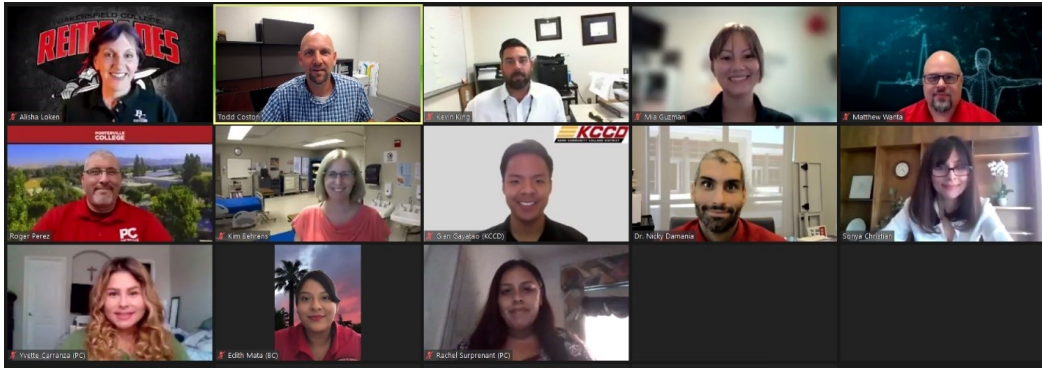 BAKERSFIELD COLLEGE
RENEGADES
Alisha Loken
Todd Coston
Kevin King
Mia Guzman
Matthew Wanta
PORTERVILLE
COLLEGE
PC
Roger Perez
Kim Behrens
KCCD
KERN COMMUNITY COLLEGE DISTRICT
Glen Gayatao (KCCD)
Dr. Nicky Damania
Sonya Christian
Yvette Carranza (PC)
Edith Mata (BC)
Rachel Surprenant (PC)